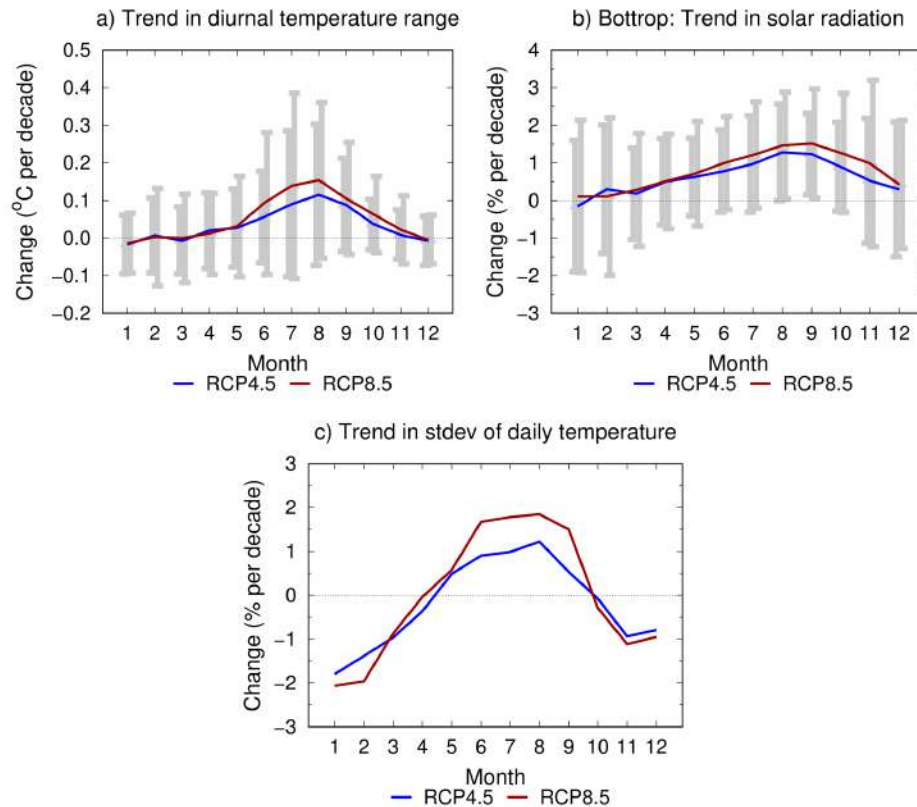 a) Trend in diurnal temperature range
0.5
0.4
0.3
0.2
0.1
0.0
−0.1
−0.2
Change (°C per decade)
1 2 3 4 5 6 7 8 9 10 11 12
Month
RCP4.5 RCP8.5
b) Bottrop: Trend in solar radiation
4
3
2
1
0
−1
−2
−3
Change (% per decade)
1 2 3 4 5 6 7 8 9 10 11 12
Month
RCP4.5 RCP8.5
c) Trend in stdev of daily temperature
3
2
1
0
−1
−2
−3
Change (% per decade)
1 2 3 4 5 6 7 8 9 10 11 12
Month
RCP4.5 RCP8.5